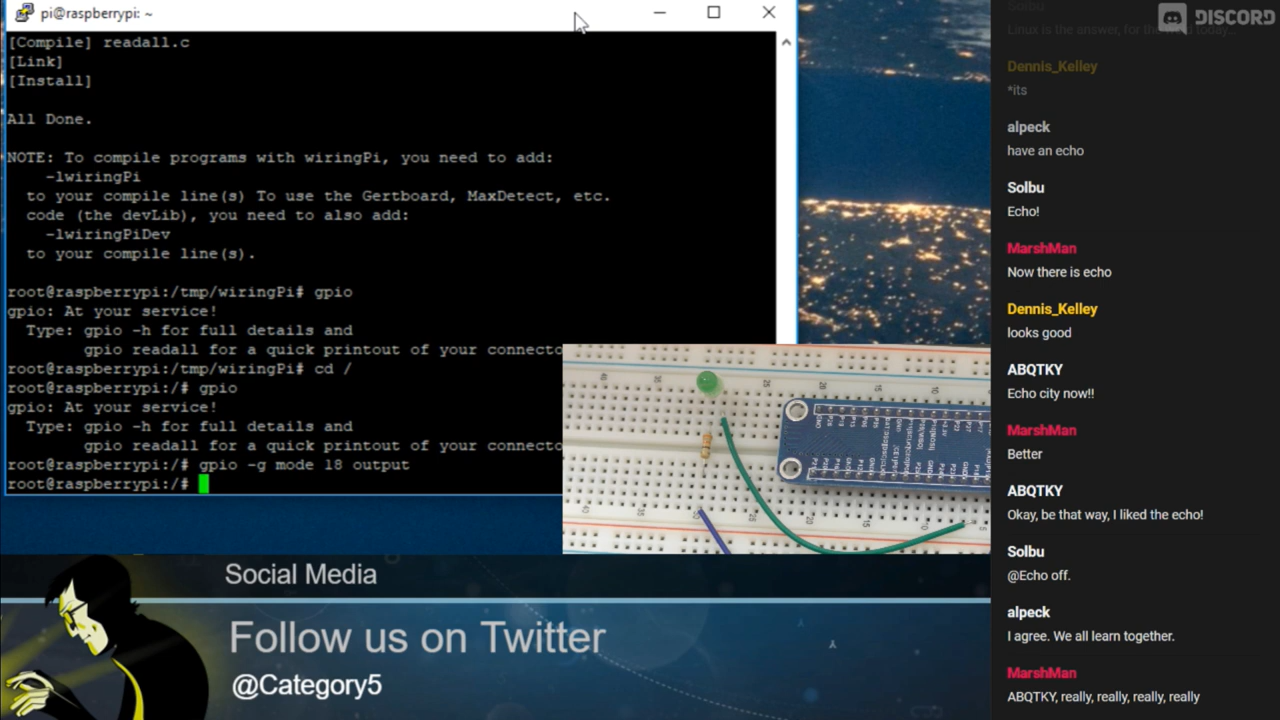 pi@raspberrypi: ~
[Compile] readall.c
[Link]
[Install]
All Done.
NOTE: To compile programs with wiringPi, you need to add:
-lwiringPi
to your compile line(s) To use the Gertboard, MaxDetect, etc.
code (the devLib), you need to also add:
-lwiringPiDev
to your compile line(s).
root@raspberrypi:/tmp/wiringPi# gpio
gpio: At your service!
Type: gpio -h for full details and
gpio readall for a quick printout of your connecto
root@raspberrypi:/tmp/wiringPi# cd /
root@raspberrypi:/# gpio
gpio: At your service!
Type: gpio -h for full details and
gpio readall for a quick printout of your connecto
root@raspberrypi:/# gpio -g mode 18 output
root@raspberrypi:/#
Social Media
Follow us on Twitter
@Category5
DISCORD
Solbu
Linux is the answer, for the today...
Dennis_Kelley
*its
alpeck
have an echo
Solbu
Echo!
MarshMan
Now there is echo
Dennis_Kelley
looks good
ABQTKY
Echo city now!!
MarshMan
Better
ABQTKY
Okay, be that way, I liked the echo!
Solbu
@Echo off.
alpeck
I agree. We all learn together.
MarshMan
ABQTKY, really, really, really, really